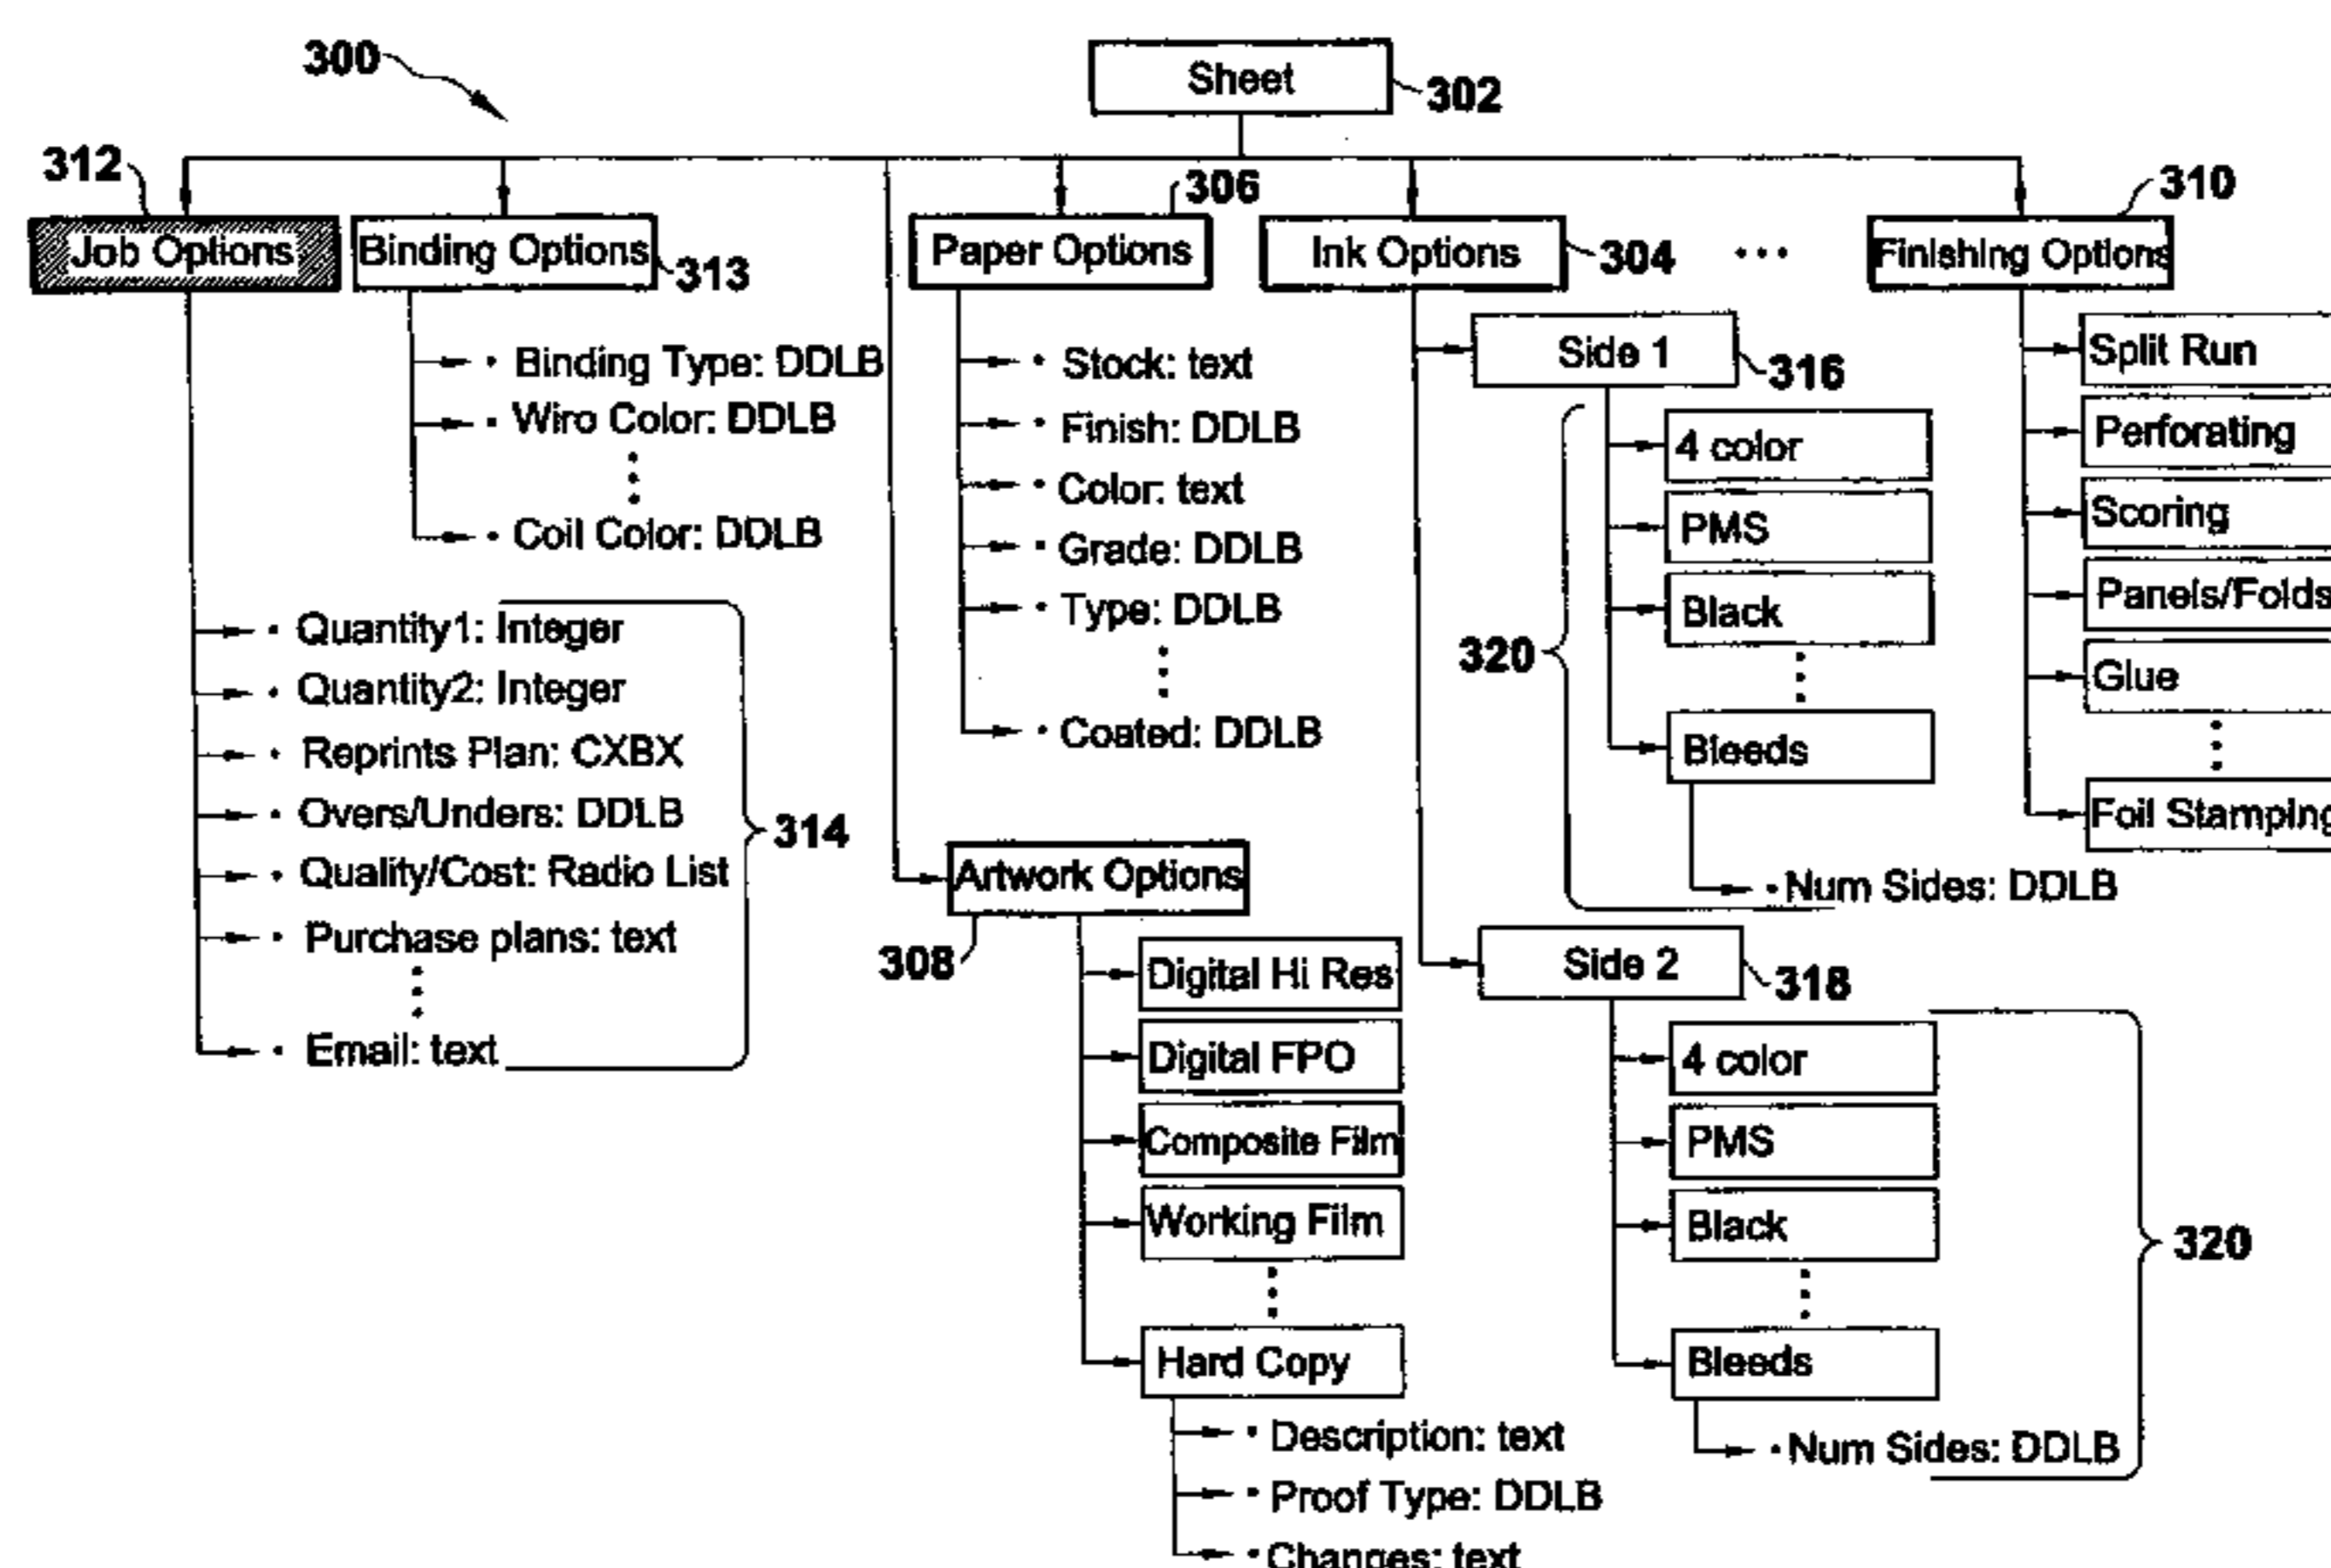 300
Sheet
302
312
Job Options
Binding Options
313
306
Paper Options
Ink Options
304
...
310
Finishing Options
• Binding Type: DDLB
• Wiro Color: DDLB
• Coil Color: DDLB
• Quantity1: Integer
• Quantity2: Integer
• Reprints Plan: CXBX
• Overs/Unders: DDLB
• Quality/Cost: Radio List
• Purchase plans: text
• Email: text
314
• Stock: text
• Finish: DDLB
• Color: text
• Grade: DDLB
• Type: DDLB
• Coated: DDLB
Artwork Options
308
Digital Hi Res
Digital FPO
Composite Film
Working Film
Hard Copy
• Description: text
• Proof Type: DDLB
• Changes: text
Side 1
316
320
4 color
PMS
Black
Bleeds
• Num Sides: DDLB
Side 2
318
4 color
PMS
Black
Bleeds
• Num Sides: DDLB
320
Split Run
Perforating
Scoring
Panels/Folds
Glue
Foil Stamping